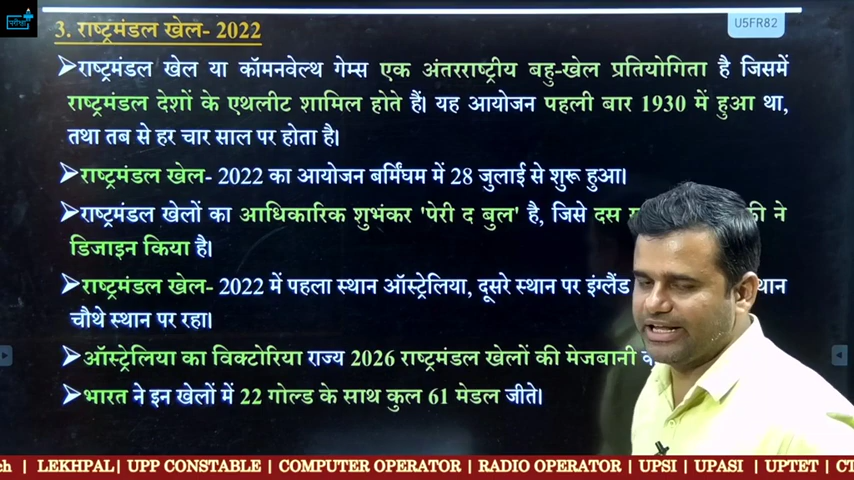 परीक्षा
3. राष्ट्रमंडल खेल- 2022
U5FR82
➢राष्ट्रमंडल खेल या कॉमनवेल्थ गेम्स एक अंतरराष्ट्रीय बहु-खेल प्रतियोगिता है जिसमें
राष्ट्रमंडल देशों के एथलीट शामिल होते हैं। यह आयोजन पहली बार 1930 में हुआ था,
तथा तब से हर चार साल पर होता है।
➢राष्ट्रमंडल खेल- 2022 का आयोजन बर्मिंघम में 28 जुलाई से शुरू हुआ।
➢राष्ट्रमंडल खेलों का आधिकारिक शुभंकर 'पेरी द बुल' है, जिसे दस ने
डिजाइन किया है।
➢राष्ट्रमंडल खेल- 2022 में पहला स्थान ऑस्ट्रेलिया, दूसरे स्थान पर इंग्लैंड स्थान
चौथे स्थान पर रहा।
➢ऑस्ट्रेलिया का विक्टोरिया राज्य 2026 राष्ट्रमंडल खेलों की मेजबानी
➢भारत ने इन खेलों में 22 गोल्ड के साथ कुल 61 मेडल जीते।
| LEKHPAL| UPP CONSTABLE | COMPUTER OPERATOR | RADIO OPERATOR | UPSI | UPASI | UPTET |